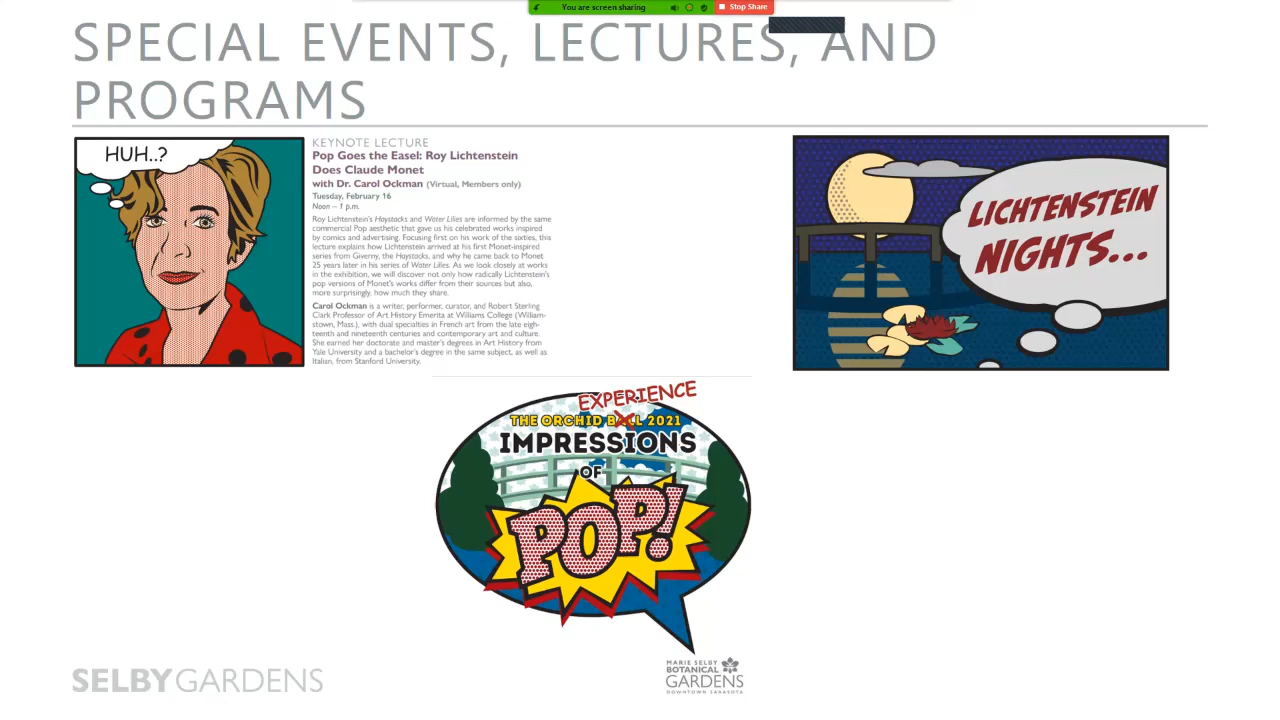 You are screen sharing
Stop Share
SPECIAL EVENTS, LECTURES, AND
PROGRAMS
HUH..?
KEYNOTE LECTURE
Pop Goes the Easel: Roy Lichtenstein
Does Claude Monet
with Dr. Carol Ockman (Virtual, Members only)
Tuesday, February 16
Noon – 1 p.m.
Roy Lichtenstein's Haystacks and Water Lilies are informed by the same
commercial Pop aesthetic that gave us his celebrated works inspired
by comics and advertising. Focusing first on his work of the sixties, this
lecture explains how Lichtenstein arrived at his first Monet-inspired
series from Giverny, the Haystacks, and why he came back to Monet
25 years later in his series of Water Lilies. As we look closely at works
in the exhibition, we will discover not only how radically Lichtenstein's
pop versions of Monet's works differ from their sources but also,
more surprisingly, how much they share.
Carol Ockman is a writer, performer, curator, and Robert Sterling
Clark Professor of Art History Emerita at Williams College (William-
stown, Mass.), with dual specialties in French art from the late eigh-
teenth and nineteenth centuries and contemporary art and culture.
She earned her doctorate and master's degrees in Art History from
Yale University and a bachelor's degree in the same subject, as well as
Italian, from Stanford University.
LICHTENSTEIN
NIGHTS...
EXPERIENCE
THE ORCHID BALL 2021
IMPRESSIONS
OF
POP!
SELBYGARDENS
MARIE SELBY
BOTANICAL
GARDENS
DOWNTOWN SARASOTA